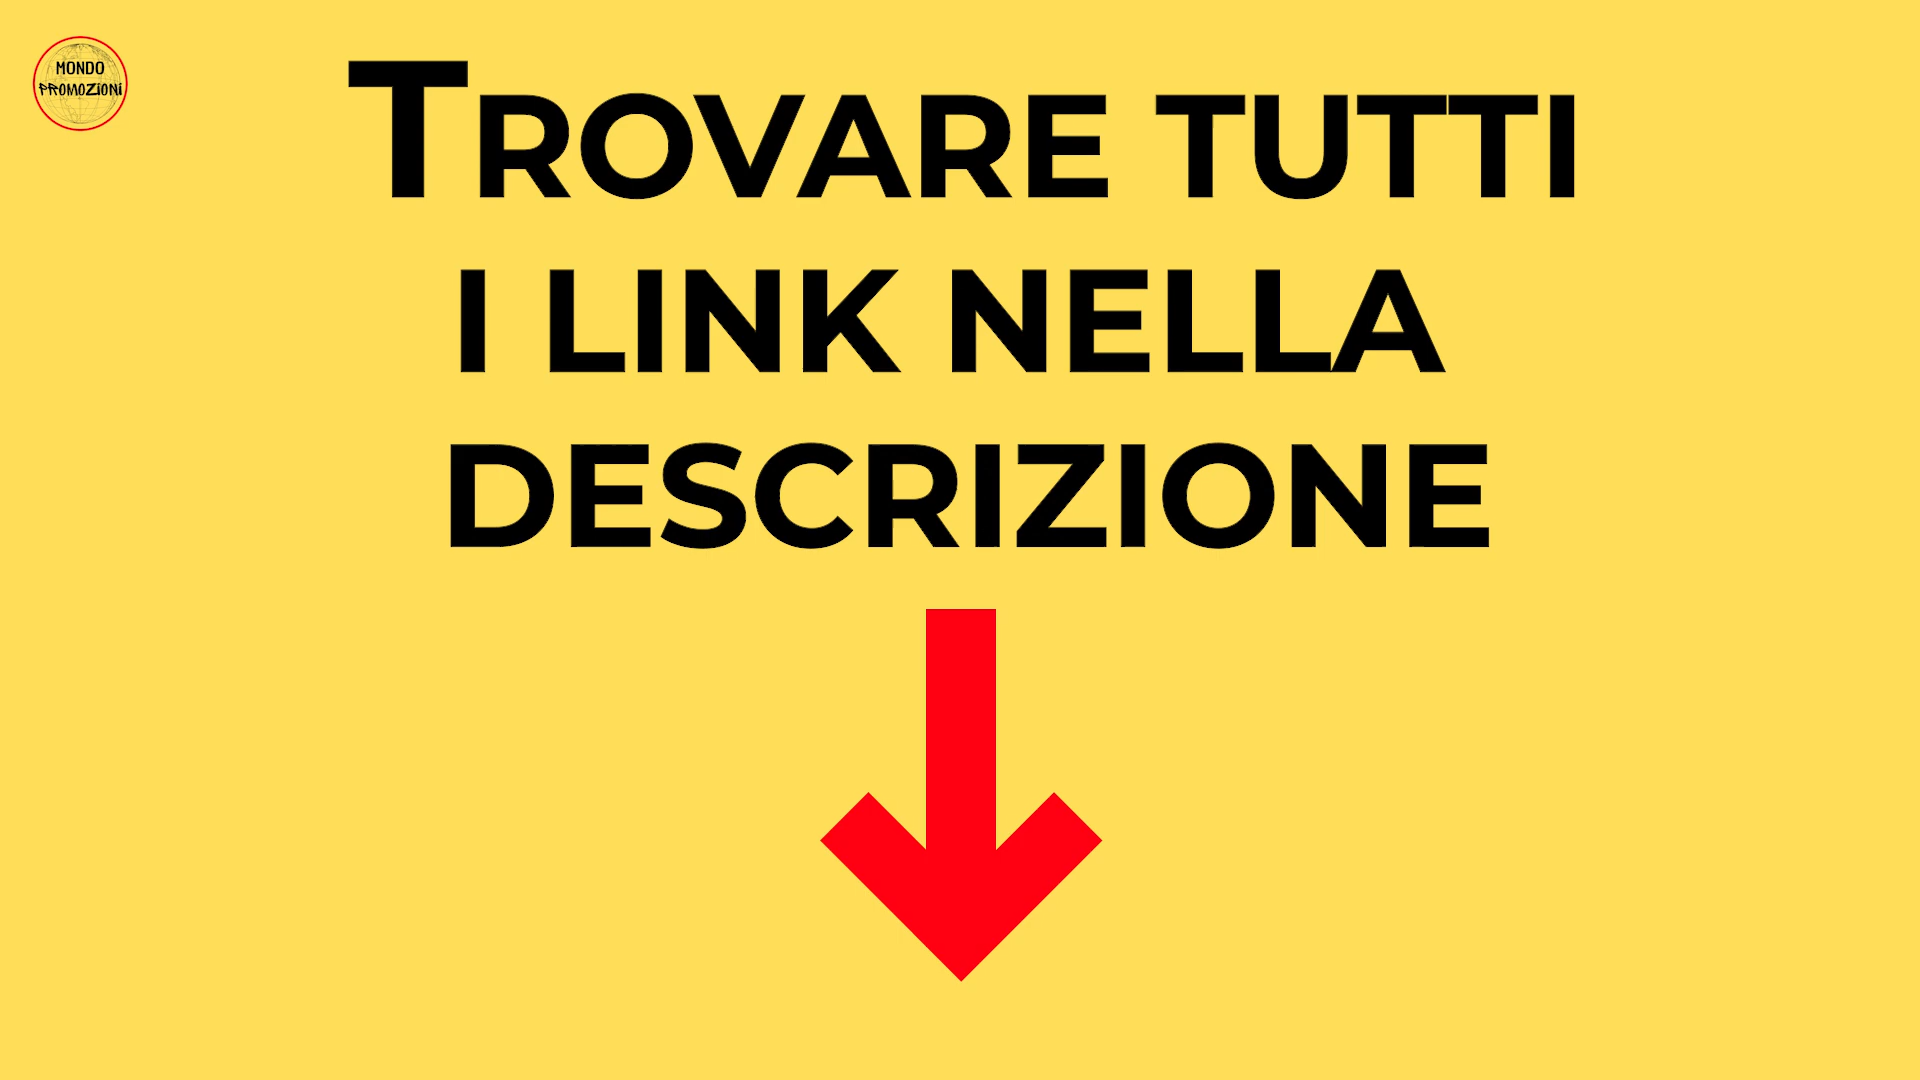 MONDO
PROMOZIONI
TROVARE TUTTI
I LINK NELLA
DESCRIZIONE